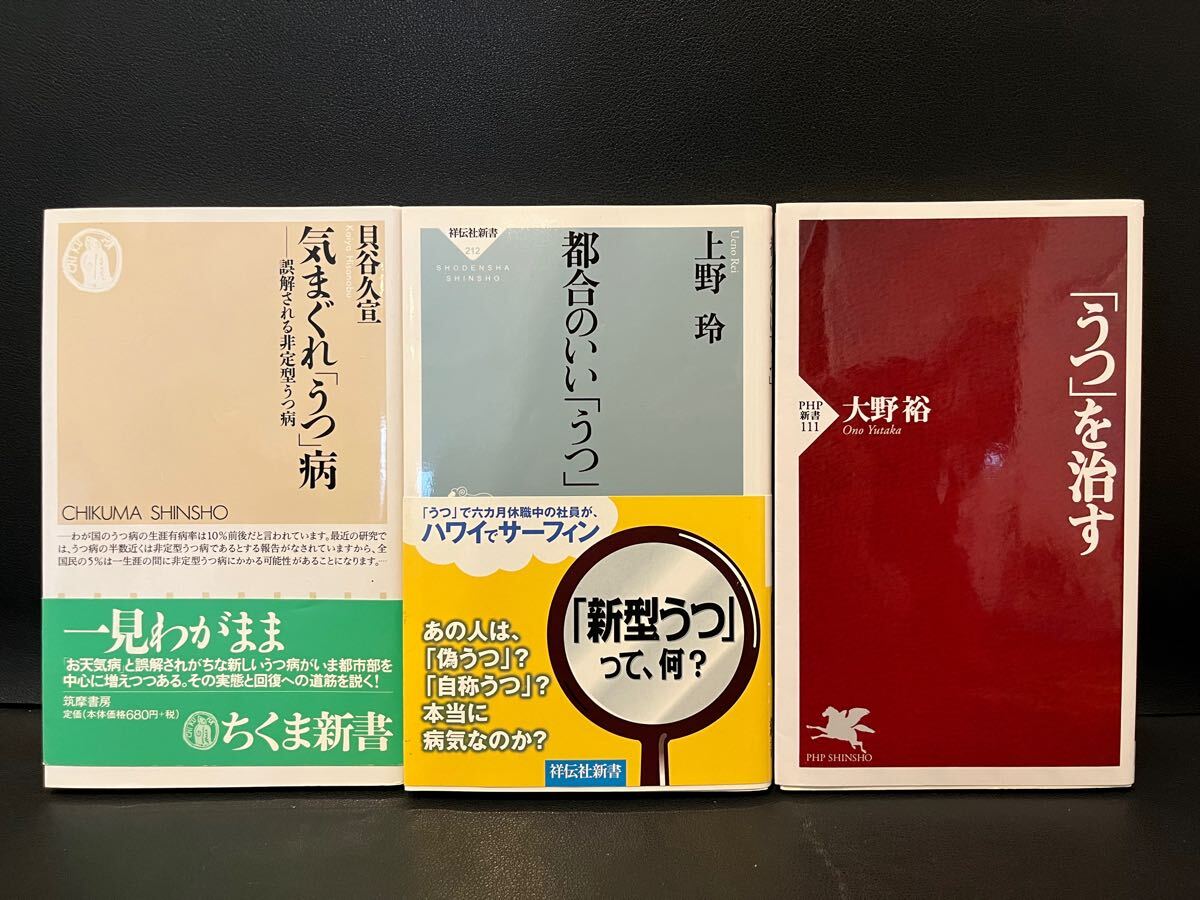 貝谷久宣
Kaiya Hisanobu
気まぐれ「うつ」病
──誤解される非定型うつ病
CHIKUMA SHINSHO
──わが国のうつ病の生涯有病率は10%前後だと言われています。最近の研究で
は、うつ病の半数近くは非定型うつ病であるとする報告がなされていますから、全
国民の5%は一生涯の間に非定型うつ病にかかる可能性があることになります。…
一見わがまま
「お天気病」と誤解されがちな新しいうつ病がいま都市部を
中心に増えつつある。その実態と回復への道筋を説く!
筑摩書房
定価(本体価格680円+税)
ちくま新書
祥伝社新書
212
SHODENSHA
SHINSHO
上野 玲
Ueno Rei
都合のいい「うつ」
「うつ」で六カ月休職中の社員が、
ハワイでサーフィン
「新型うつ」
って、何?
あの人は、
「偽うつ」?
「自称うつ」?
本当に
病気なのか?
祥伝社新書
「うつ」を治す
PHP
新書
111
大野 裕
Ono Yutaka
PHP SHINSHO